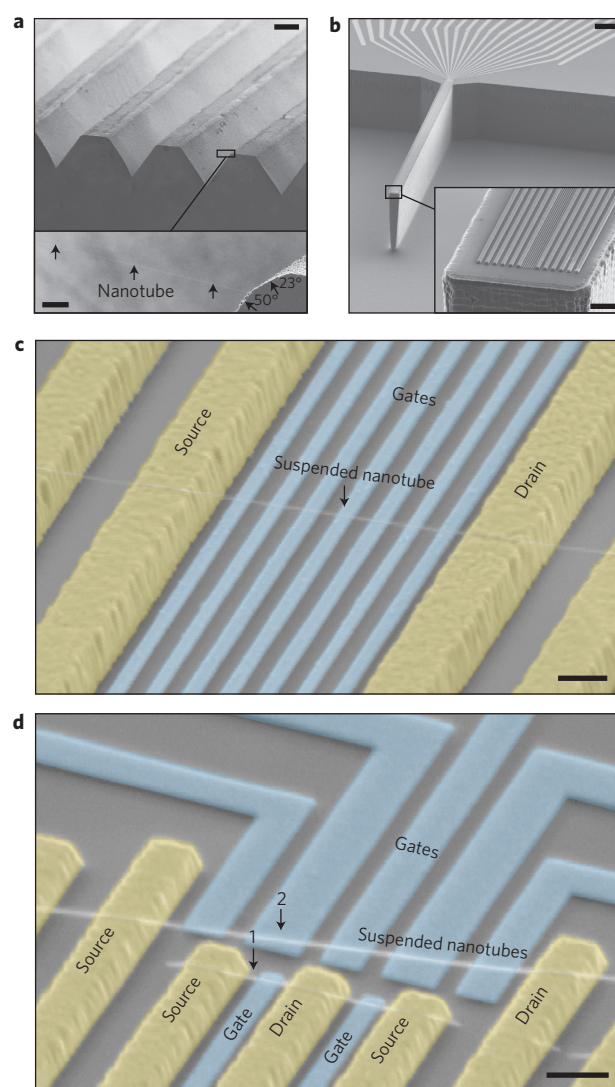 a
b
Nanotube
50°
23°
c
Source
Gates
Suspended nanotube
Drain
d
Gates
2
1
Suspended nanotubes
Source
Source
Gate
Drain
Gate
Source
Drain